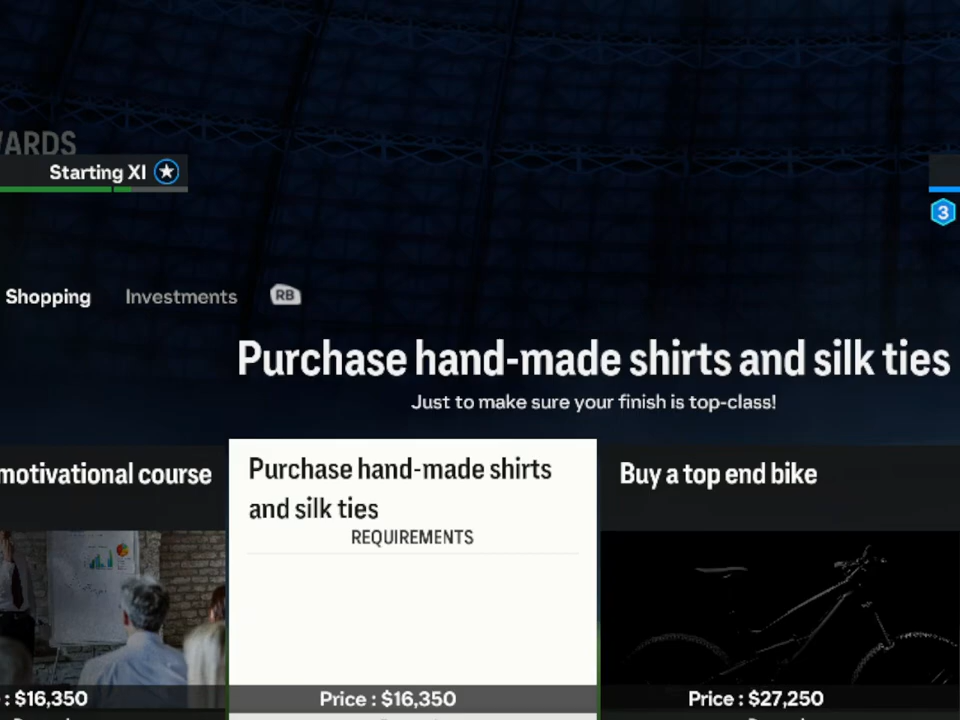 WARDS
Starting XI
3
Shopping Investments RB
Purchase hand-made shirts and silk ties
Just to make sure your finish is top-class!
motivational course
Purchase hand-made shirts
and silk ties
REQUIREMENTS
Buy a top end bike
: $16,350
Price : $16,350
Price : $27,250